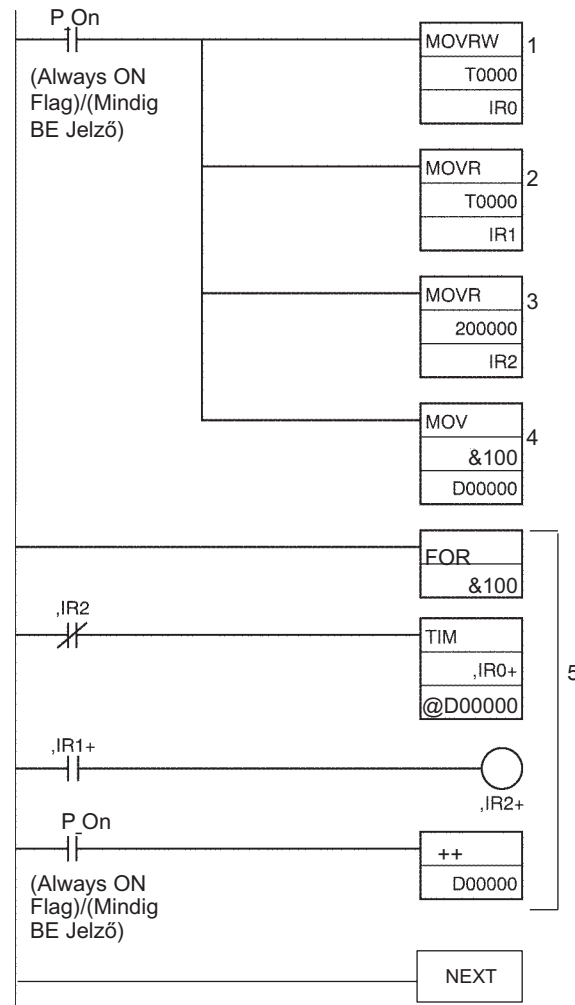 P_On
MOVRW 1
T0000
IR0
(Always ON
Flag)/(Mindig
BE Jelző)
MOVR 2
T0000
IR1
MOVR 3
200000
IR2
MOV 4
&100
D00000
FOR
&100
,IR2
TIM
,IR0+
@D00000
5
,IR1+
,IR2+
P_On
++
D00000
(Always ON
Flag)/(Mindig
BE Jelző)
NEXT